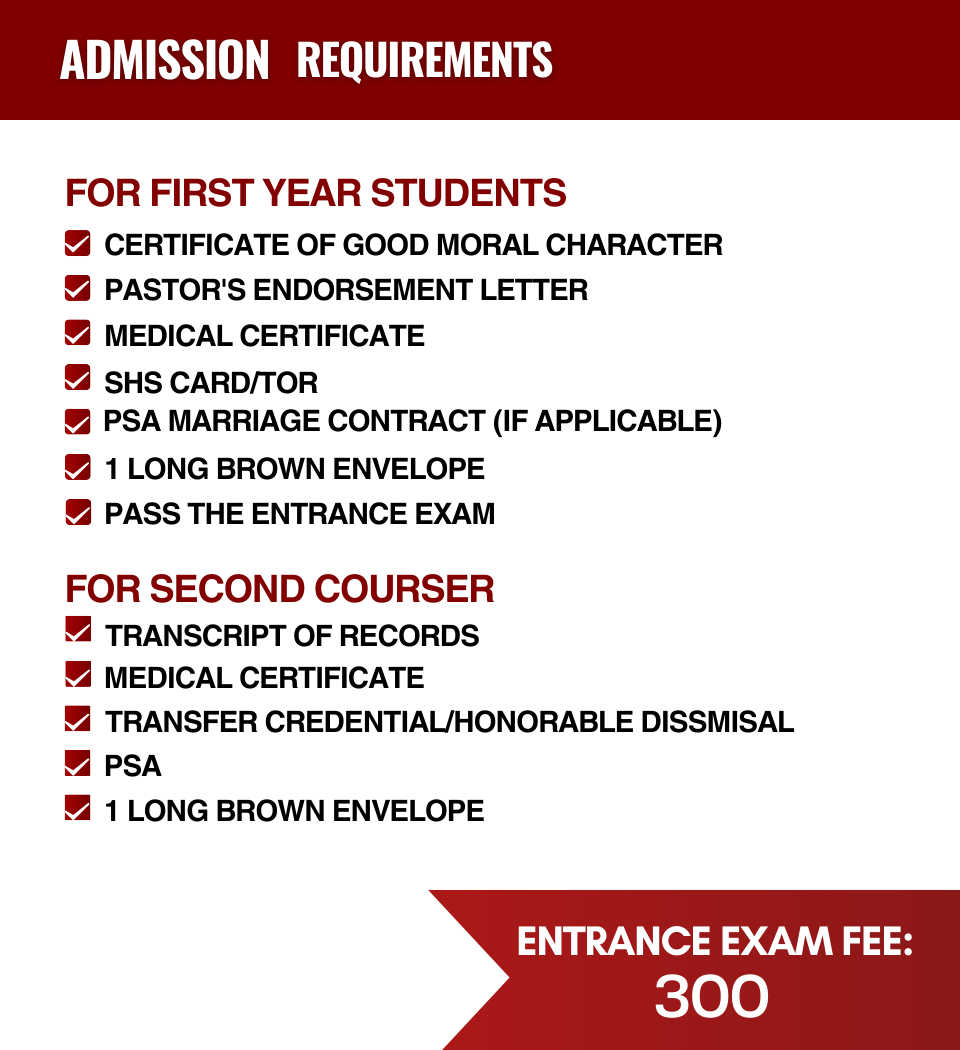 ADMISSION REQUIREMENTS
FOR FIRST YEAR STUDENTS
CERTIFICATE OF GOOD MORAL CHARACTER
PASTOR'S ENDORSEMENT LETTER
MEDICAL CERTIFICATE
SHS CARD/TOR
PSA MARRIAGE CONTRACT (IF APPLICABLE)
1 LONG BROWN ENVELOPE
PASS THE ENTRANCE EXAM
FOR SECOND COURSER
TRANSCRIPT OF RECORDS
MEDICAL CERTIFICATE
TRANSFER CREDENTIAL/HONORABLE DISSMISAL
PSA
1 LONG BROWN ENVELOPE
ENTRANCE EXAM FEE:
300